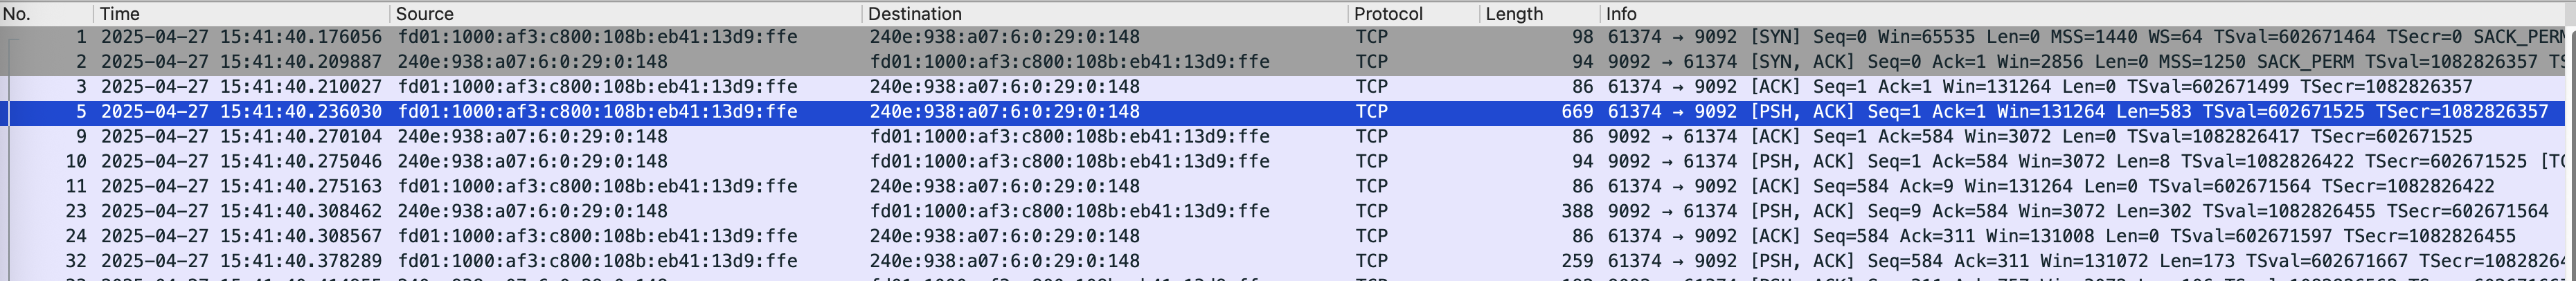 No. Time Source Destination Protocol Length Info
1 2025-04-27 15:41:40.176056 fd01:1000:af3:c800:108b:eb41:13d9:ffe 240e:938:a07:6:0:29:0:148 TCP 98 61374 → 9092 [SYN] Seq=0 Win=65535 Len=0 MSS=1440 WS=64 TSval=602671464 TSecr=0 SACK_PERM
2 2025-04-27 15:41:40.209887 240e:938:a07:6:0:29:0:148 fd01:1000:af3:c800:108b:eb41:13d9:ffe TCP 94 9092 → 61374 [SYN, ACK] Seq=0 Ack=1 Win=2856 Len=0 MSS=1250 SACK_PERM TSval=1082826357 TS
3 2025-04-27 15:41:40.210027 fd01:1000:af3:c800:108b:eb41:13d9:ffe 240e:938:a07:6:0:29:0:148 TCP 86 61374 → 9092 [ACK] Seq=1 Ack=1 Win=131264 Len=0 TSval=602671499 TSecr=1082826357
5 2025-04-27 15:41:40.236030 fd01:1000:af3:c800:108b:eb41:13d9:ffe 240e:938:a07:6:0:29:0:148 TCP 669 61374 → 9092 [PSH, ACK] Seq=1 Ack=1 Win=131264 Len=583 TSval=602671525 TSecr=1082826357
9 2025-04-27 15:41:40.270104 240e:938:a07:6:0:29:0:148 fd01:1000:af3:c800:108b:eb41:13d9:ffe TCP 86 9092 → 61374 [ACK] Seq=1 Ack=584 Win=3072 Len=0 TSval=1082826417 TSecr=602671525
10 2025-04-27 15:41:40.275046 240e:938:a07:6:0:29:0:148 fd01:1000:af3:c800:108b:eb41:13d9:ffe TCP 94 9092 → 61374 [PSH, ACK] Seq=1 Ack=584 Win=3072 Len=8 TSval=1082826422 TSecr=602671525 [TC
11 2025-04-27 15:41:40.275163 fd01:1000:af3:c800:108b:eb41:13d9:ffe 240e:938:a07:6:0:29:0:148 TCP 86 61374 → 9092 [ACK] Seq=584 Ack=9 Win=131264 Len=0 TSval=602671564 TSecr=1082826422
23 2025-04-27 15:41:40.308462 240e:938:a07:6:0:29:0:148 fd01:1000:af3:c800:108b:eb41:13d9:ffe TCP 388 9092 → 61374 [PSH, ACK] Seq=9 Ack=584 Win=3072 Len=302 TSval=1082826455 TSecr=602671564
24 2025-04-27 15:41:40.308567 fd01:1000:af3:c800:108b:eb41:13d9:ffe 240e:938:a07:6:0:29:0:148 TCP 86 61374 → 9092 [ACK] Seq=584 Ack=311 Win=131008 Len=0 TSval=602671597 TSecr=1082826455
32 2025-04-27 15:41:40.378289 fd01:1000:af3:c800:108b:eb41:13d9:ffe 240e:938:a07:6:0:29:0:148 TCP 259 61374 → 9092 [PSH, ACK] Seq=584 Ack=311 Win=131072 Len=173 TSval=602671667 TSecr=10828264